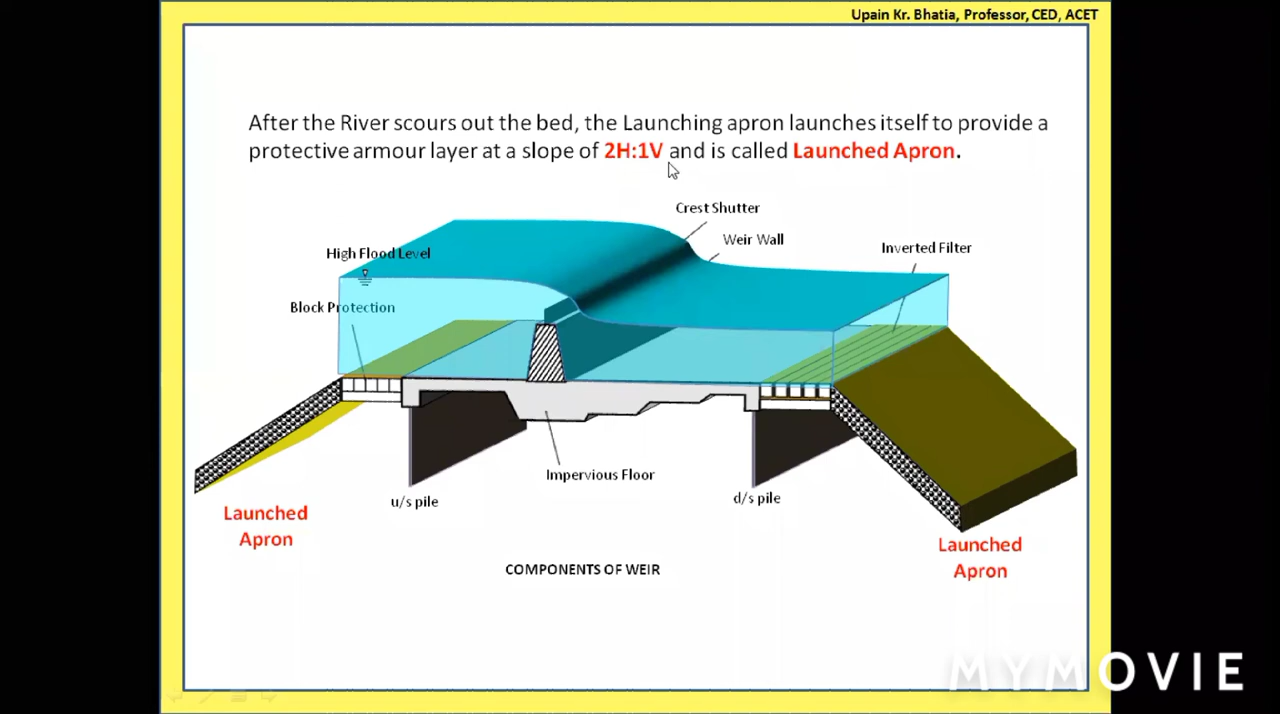 Upain Kr. Bhatia, Professor, CED, ACET
After the River scours out the bed, the Launching apron launches itself to provide a
protective armour layer at a slope of 2H:1V and is called Launched Apron.
Crest Shutter
Weir Wall
Inverted Filter
High Flood Level
Block Protection
Impervious Floor
u/s pile
d/s pile
Launched
Apron
Launched
Apron
COMPONENTS OF WEIR
MYMOVIE